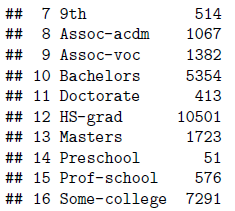 ##  7 9th            514
##  8 Assoc-acdm    1067
##  9 Assoc-voc     1382
## 10 Bachelors     5354
## 11 Doctorate      413
## 12 HS-grad      10501
## 13 Masters       1723
## 14 Preschool       51
## 15 Prof-school    576
## 16 Some-college  7291